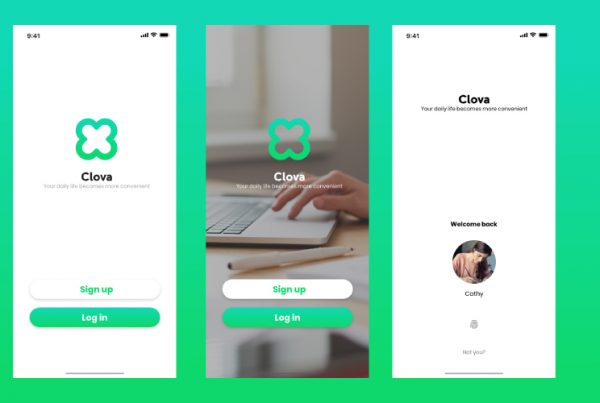 9:41
Clova
Your daily life becomes more convenient
Sign up
Log in
Clova
Your daily life becomes more convenient
Sign up
Log in
9:41
Clova
Your daily life becomes more convenient
Welcome back
Cathy
Not you?